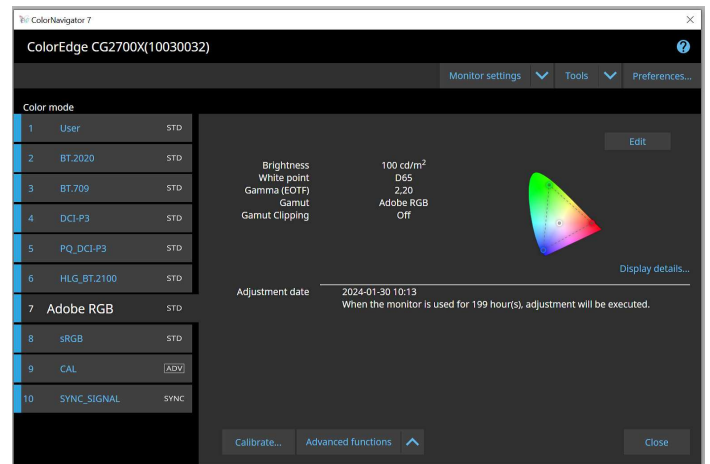 ColorNavigator 7
ColorEdge CG2700X(10030032)
Monitor settings Tools Preferences...
Color mode
1 User STD
2 BT.2020 STD
3 BT.709 STD
4 DCI-P3 STD
5 PQ_DCI-P3 STD
6 HLG_BT.2100 STD
7 Adobe RGB STD
8 sRGB STD
9 CAL ADV
10 SYNC_SIGNAL SYNC
Edit
Brightness 100 cd/m²
White point D65
Gamma (EOTF) 2,20
Gamut Adobe RGB
Gamut Clipping Off
Display details...
Adjustment date 2024-01-30 10:13
When the monitor is used for 199 hour(s), adjustment will be executed.
Calibrate... Advanced functions Close